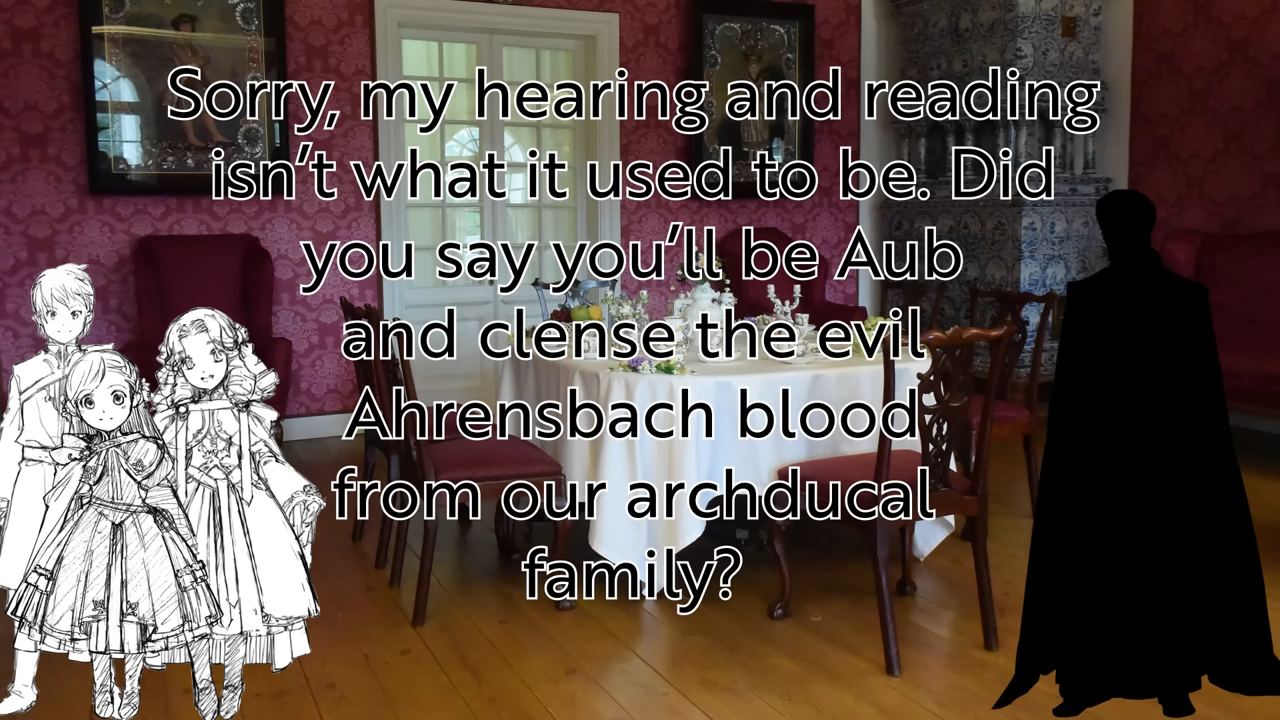 Sorry, my hearing and reading
isn't what it used to be. Did
you say you'll be Aub
and clense the evil
Ahrensbach blood
from our archducal
family?